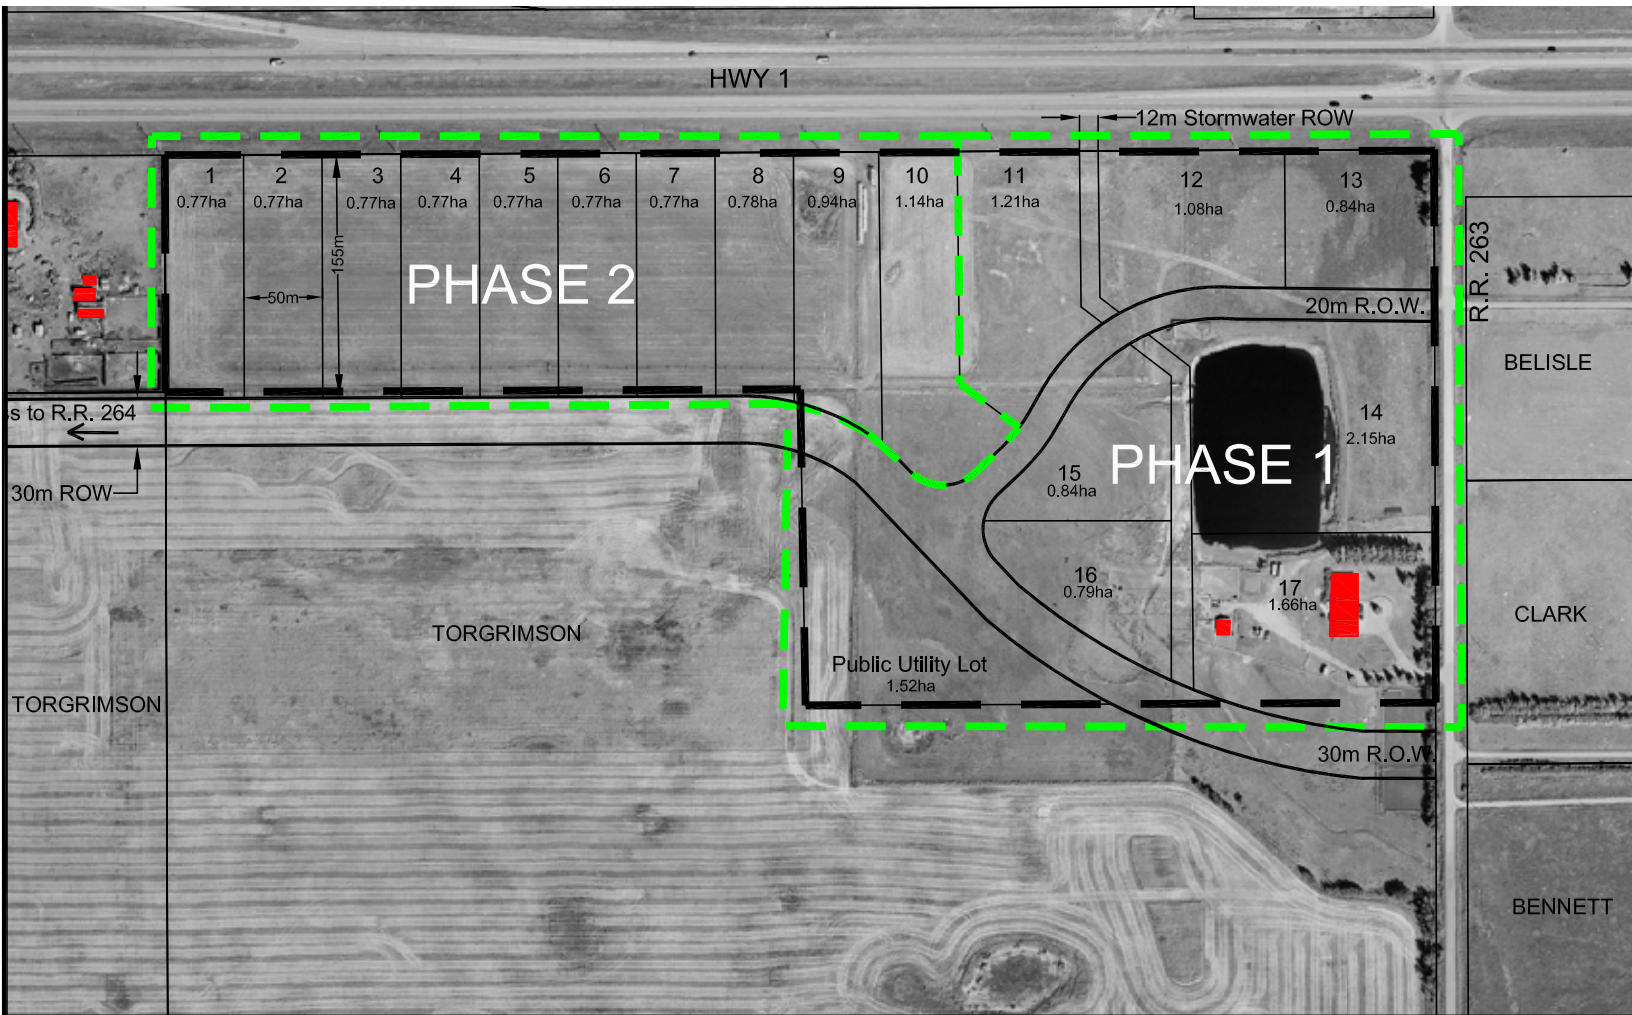 HWY 1
12m Stormwater ROW
1
0.77ha
2
0.77ha
3
0.77ha
4
0.77ha
5
0.77ha
6
0.77ha
7
0.77ha
8
0.78ha
9
0.94ha
10
1.14ha
11
1.21ha
12
1.08ha
13
0.84ha
155m
50m
PHASE 2
R.R. 263
20m R.O.W.
BELISLE
ss to R.R. 264
30m ROW
14
2.15ha
PHASE 1
15
0.84ha
16
0.79ha
17
1.66ha
CLARK
TORGRIMSON
Public Utility Lot
1.52ha
TORGRIMSON
30m R.O.W.
BENNETT